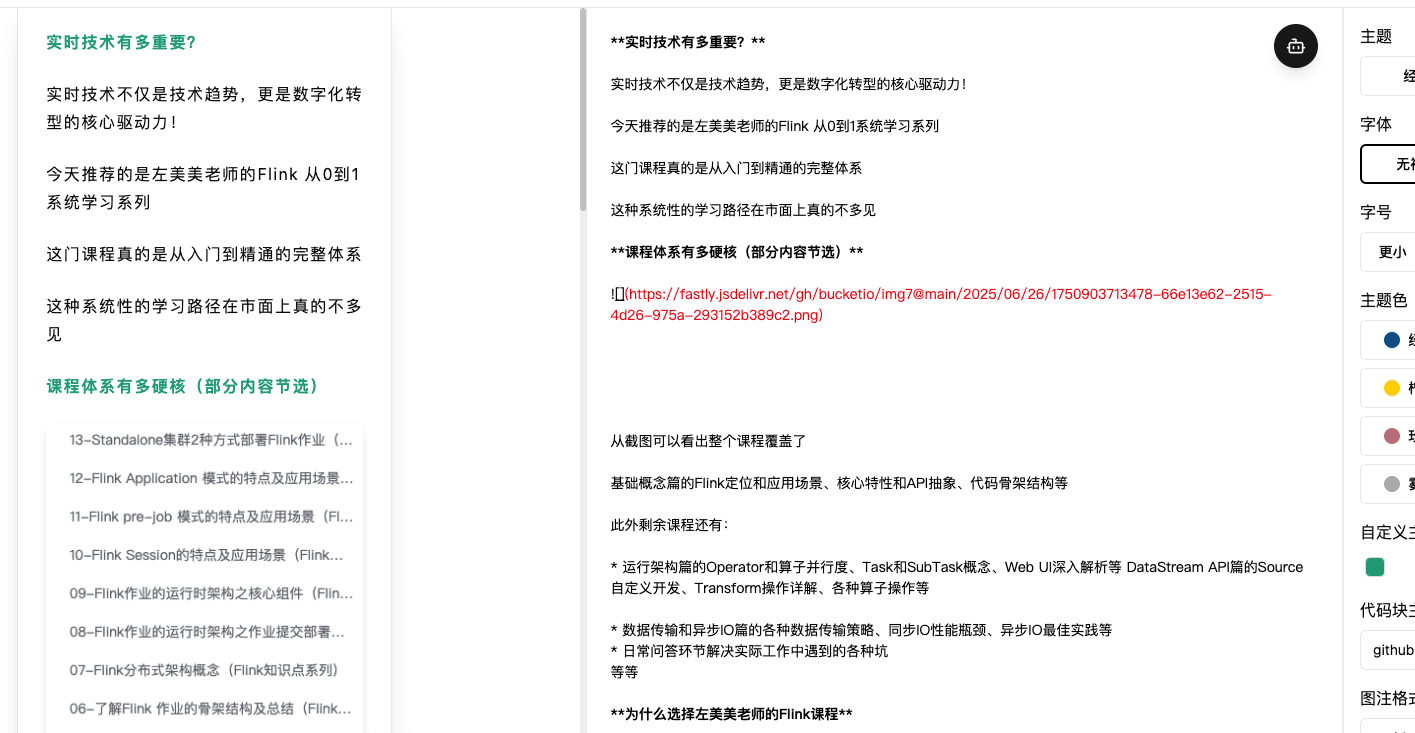 实时技术有多重要？
实时技术不仅是技术趋势，更是数字化转
型的核心驱动力！
今天推荐的是左美美老师的Flink 从0到1
系统学习系列
这门课程真的是从入门到精通的完整体系
这种系统性的学习路径在市面上真的不多
见
课程体系有多硬核（部分内容节选）
13-Standalone集群2种方式部署Flink作业（...
12-Flink Application 模式的特点及应用场景...
11-Flink pre-job 模式的特点及应用场景（Fl...
10-Flink Session的特点及应用场景（Flink...
09-Flink作业的运行时架构之核心组件（Flin...
08-Flink作业的运行时架构之作业提交部署...
07-Flink分布式架构概念（Flink知识点系列）
06-了解Flink 作业的骨架结构及总结（Flink...
**实时技术有多重要？**
实时技术不仅是技术趋势，更是数字化转型的核心驱动力！
今天推荐的是左美美老师的Flink 从0到1系统学习系列
这门课程真的是从入门到精通的完整体系
这种系统性的学习路径在市面上真的不多见
**课程体系有多硬核（部分内容节选）**
![](https://fastly.jsdelivr.net/gh/bucketio/img7@main/2025/06/26/1750903713478-66e13e62-2515-
4d26-975a-293152b389c2.png)
从截图可以看出整个课程覆盖了
基础概念篇的Flink定位和应用场景、核心特性和API抽象、代码骨架结构等
此外剩余课程还有：
* 运行架构篇的Operator和算子并行度、Task和SubTask概念、Web UI深入解析等 DataStream API篇的Source
自定义开发、Transform操作详解、各种算子操作等
* 数据传输和异步IO篇的各种数据传输策略、同步IO性能瓶颈、异步IO最佳实践等
* 日常问答环节解决实际工作中遇到的各种坑
等等
**为什么选择左美美老师的Flink课程**
主题
经
字体
无
字号
更小
主题色
自定义主
代码块主
github
图注格式